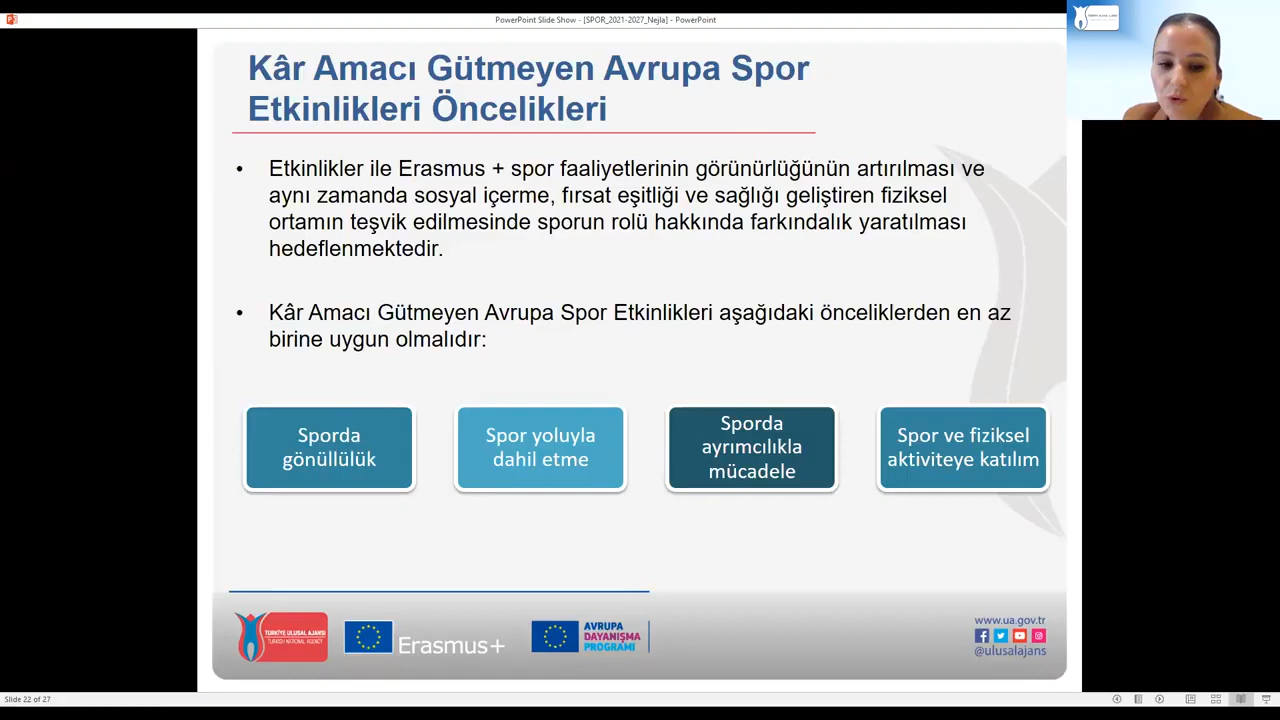 PowerPoint Slide Show - [SPOR_2021-2027_Nejla] - PowerPoint
Kâr Amacı Gütmeyen Avrupa Spor
Etkinlikleri Öncelikleri
• Etkinlikler ile Erasmus + spor faaliyetlerinin görünürlüğünün artırılması ve
aynı zamanda sosyal içerme, fırsat eşitliği ve sağlığı geliştiren fiziksel
ortamın teşvik edilmesinde sporun rolü hakkında farkındalık yaratılması
hedeflenmektedir.
• Kâr Amacı Gütmeyen Avrupa Spor Etkinlikleri aşağıdaki önceliklerden en az
birine uygun olmalıdır:
Sporda
gönüllülük
Spor yoluyla
dahil etme
Sporda
ayrımcılıkla
mücadele
Spor ve fiziksel
aktiviteye katılım
TÜRKİYE ULUSAL AJANSI
TURKISH NATIONAL AGENCY
Erasmus+
AVRUPA
DAYANIŞMA
PROGRAMI
www.ua.gov.tr
@ulusalajans
Slide 22 of 27